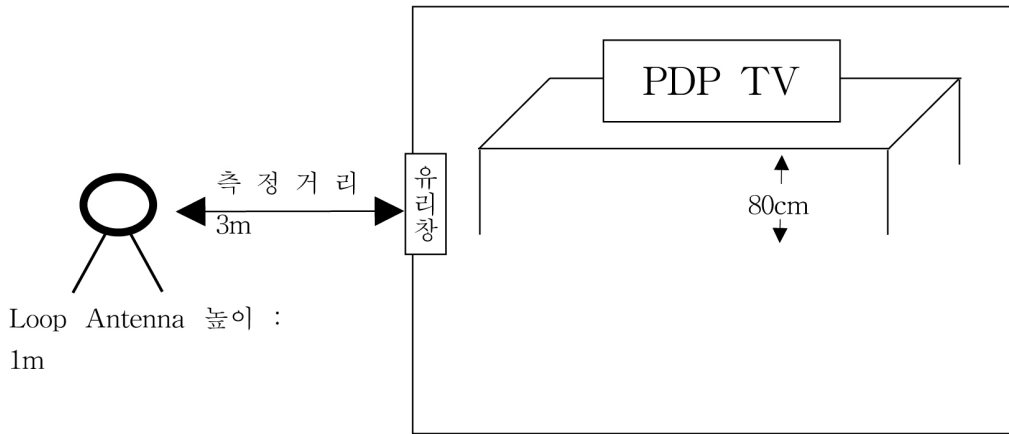 PDP TV
측 정 거 리
3m
유
리
창
80cm
Loop Antenna 높이 :
1m